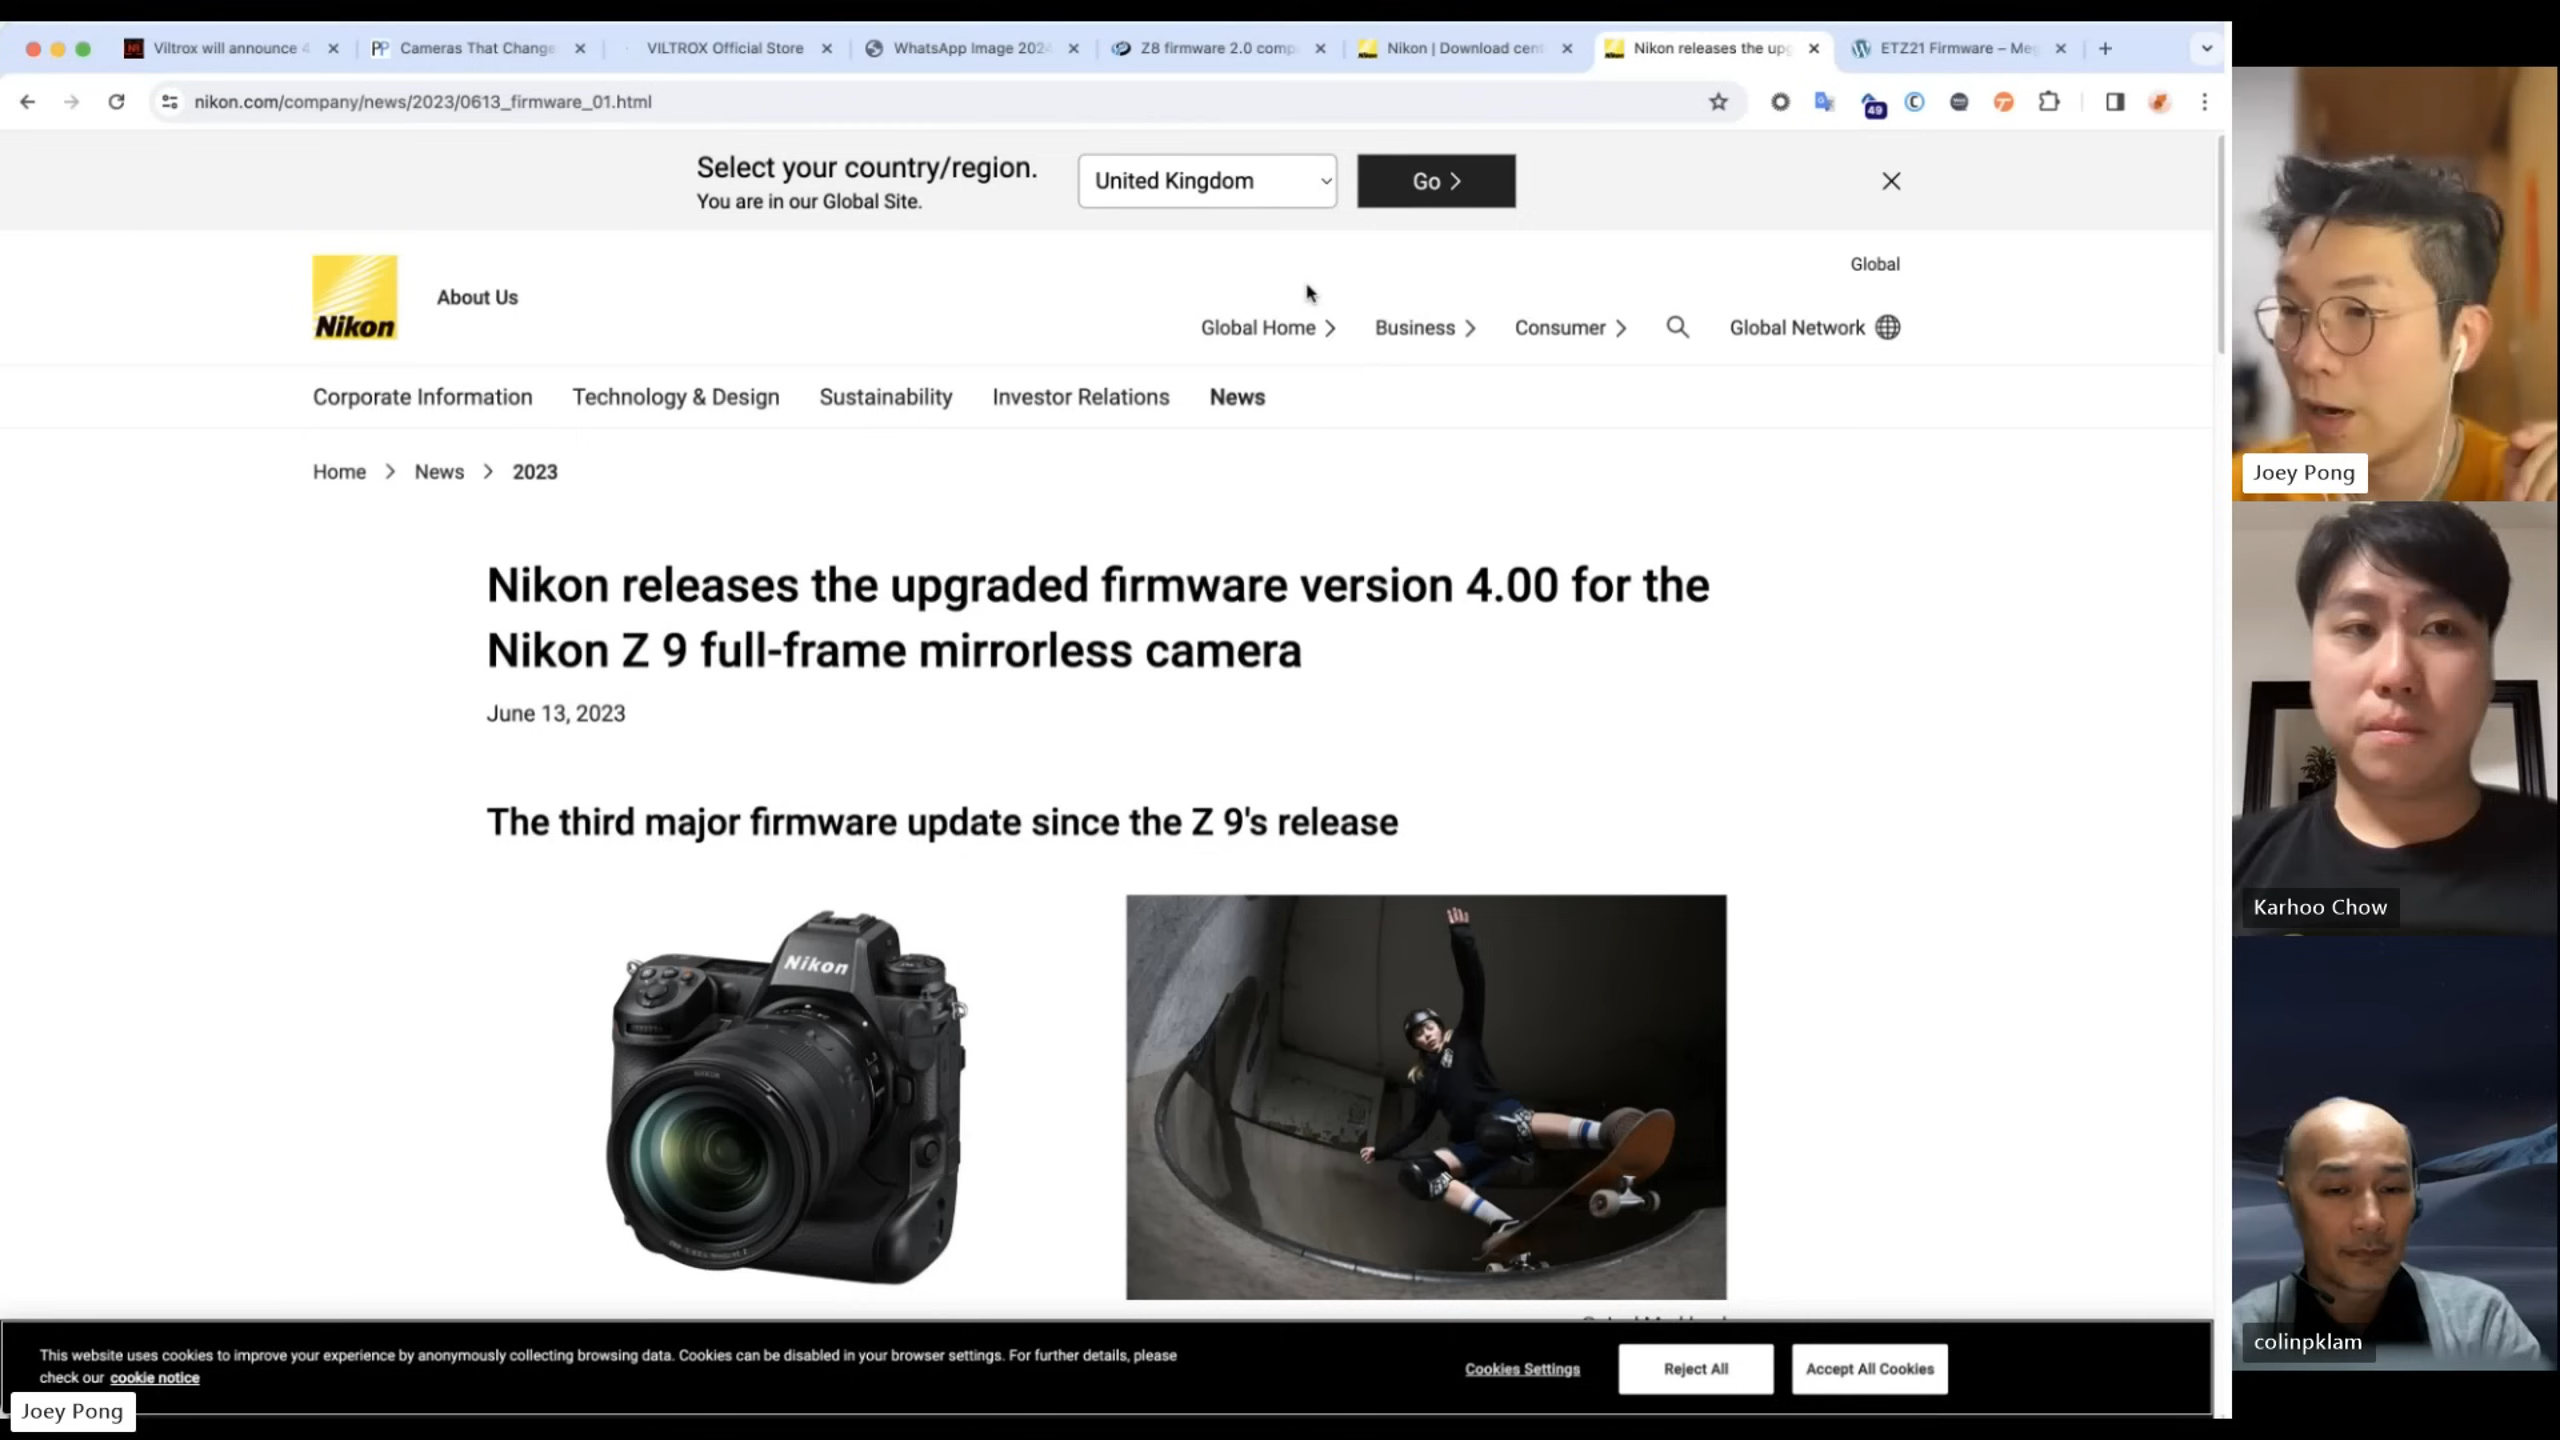 Viltrox will announce 4
Cameras That Change
VILTROX Official Store
WhatsApp Image 2024
Z8 firmware 2.0 comp
Nikon | Download cent
Nikon releases the upg
ETZ21 Firmware – Me
nikon.com/company/news/2023/0613_firmware_01.html
49
Select your country/region.
You are in our Global Site.
United Kingdom
Go
Nikon
About Us
Global
Global Home
Business
Consumer
Global Network
Corporate Information
Technology & Design
Sustainability
Investor Relations
News
Home
News
2023
Nikon releases the upgraded firmware version 4.00 for the
Nikon Z 9 full-frame mirrorless camera
June 13, 2023
The third major firmware update since the Z 9's release
Nikon
This website uses cookies to improve your experience by anonymously collecting browsing data. Cookies can be disabled in your browser settings. For further details, please
check our cookie notice
Cookies Settings
Reject All
Accept All Cookies
Joey Pong
Joey Pong
Karhoo Chow
colinpklam